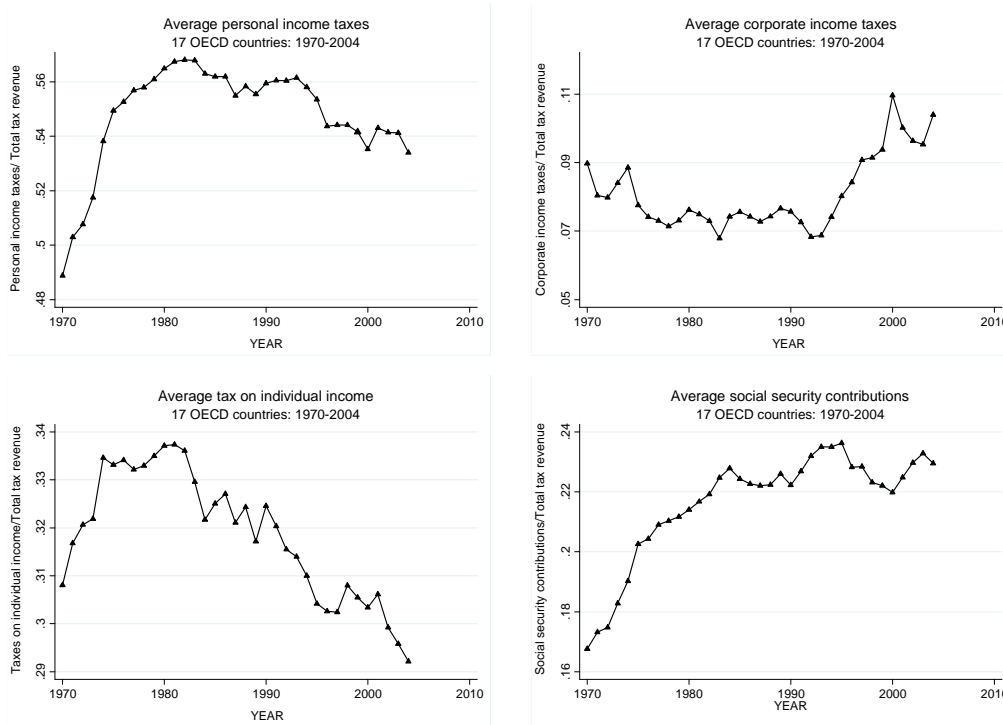 Average personal income taxes
17 OECD countries: 1970-2004
Personal income taxes/ Total tax revenue
.56
.54
.52
.5
.48
1970
1980
1990
2000
2010
YEAR
Average corporate income taxes
17 OECD countries: 1970-2004
Corporate income taxes/ Total tax revenue
.11
.09
.07
.05
1970
1980
1990
2000
2010
YEAR
Average tax on individual income
17 OECD countries: 1970-2004
Taxes on individual income/Total tax revenue
.34
.33
.32
.31
.3
.29
1970
1980
1990
2000
2010
YEAR
Average social security contributions
17 OECD countries: 1970-2004
Social security contributions/Total tax revenue
.24
.22
.2
.18
.16
1970
1980
1990
2000
2010
YEAR